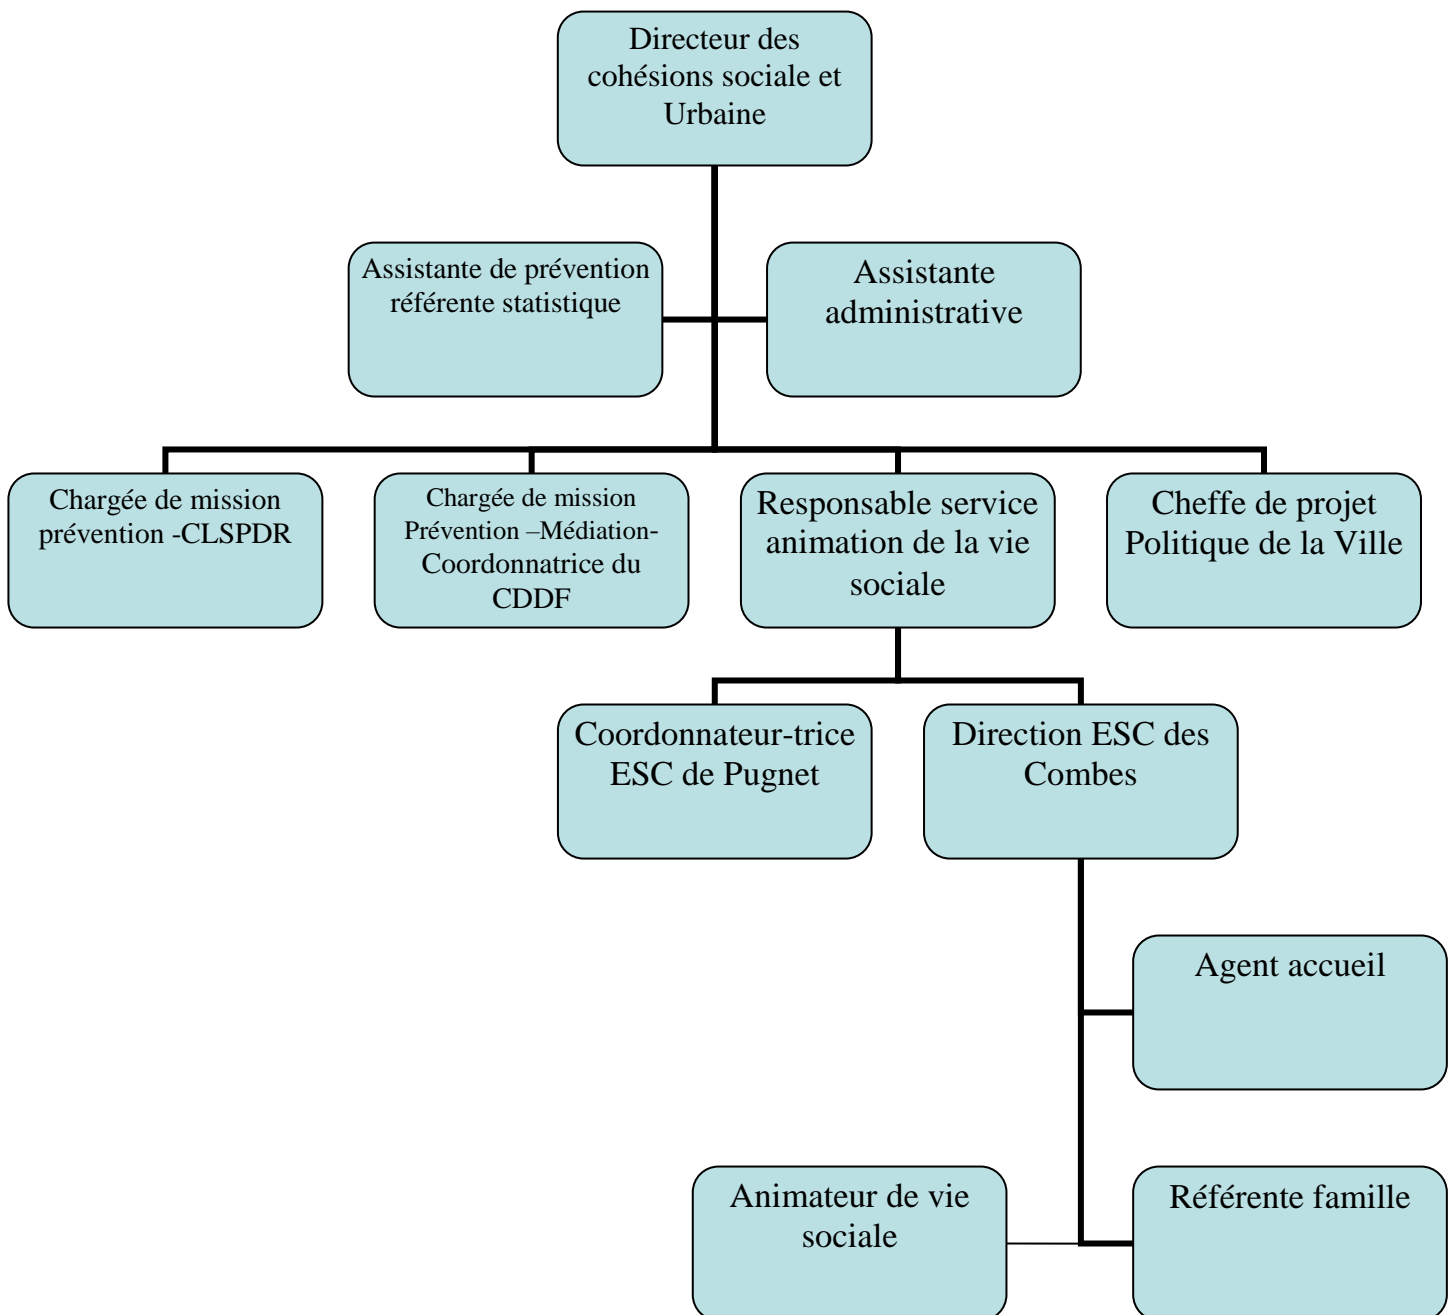 Directeur des
cohésions sociale et
Urbaine
Assistante de prévention
référente statistique
Assistante
administrative
Chargée de mission
prévention -CLSPDR
Chargée de mission
Prévention –Médiation-
Coordonnatrice du
CDDF
Responsable service
animation de la vie
sociale
Cheffe de projet
Politique de la Ville
Coordonnateur-trice
ESC de Pugnet
Direction ESC des
Combes
Agent accueil
Animateur de vie
sociale
Référente famille